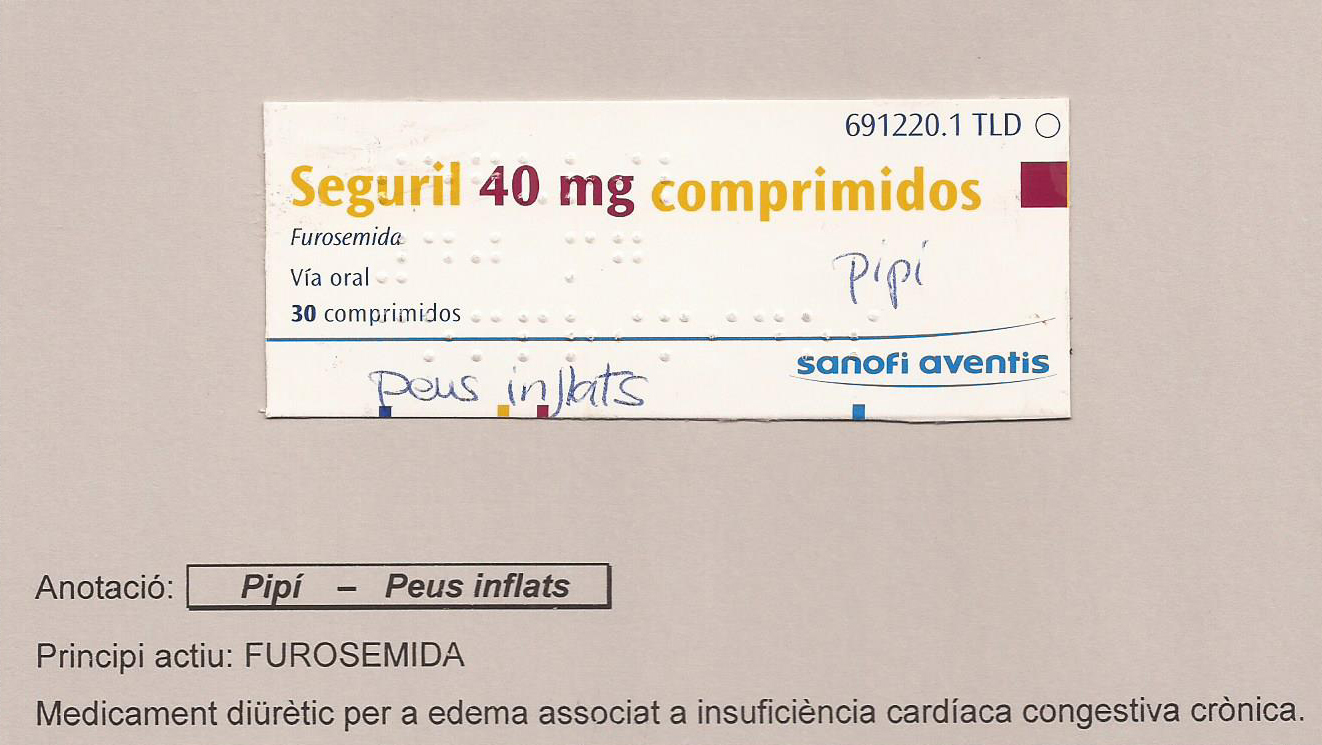 691220.1 TLD
Seguril 40 mg comprimidos
Furosemida
Vía oral
pipí
30 comprimidos
sanofi aventis
peus inflats
Anotació: Pipí – Peus inflats
Principi actiu: FUROSEMIDA
Medicament diürètic per a edema associat a insuficiència cardíaca congestiva crònica.